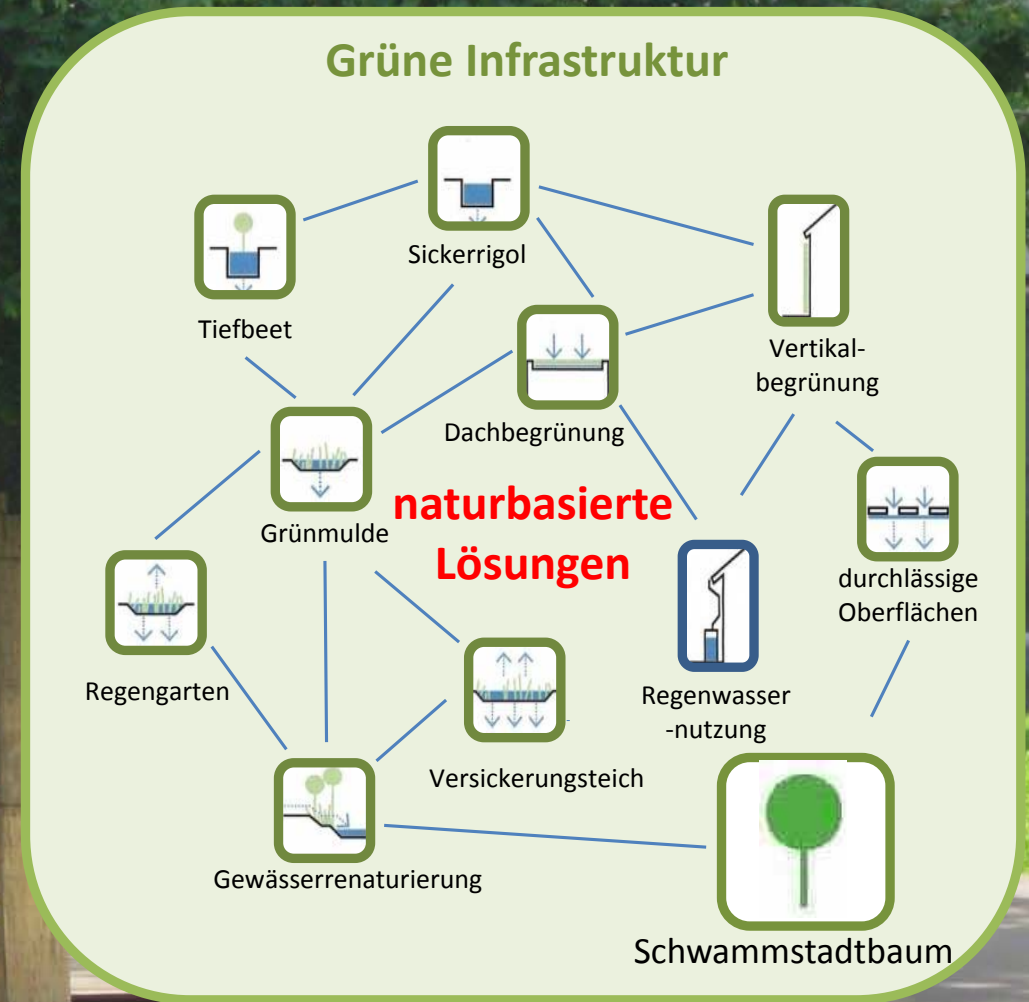 Grüne Infrastruktur
Sickerrigol
Tiefbeet
Vertikal-
begrünung
Dachbegrünung
naturbasierte
Lösungen
Grünmulde
durchlässige
Oberflächen
Regengarten
Regenwasser
-nutzung
Versickerungsteich
Gewässerrenaturierung
Schwammstadtbaum